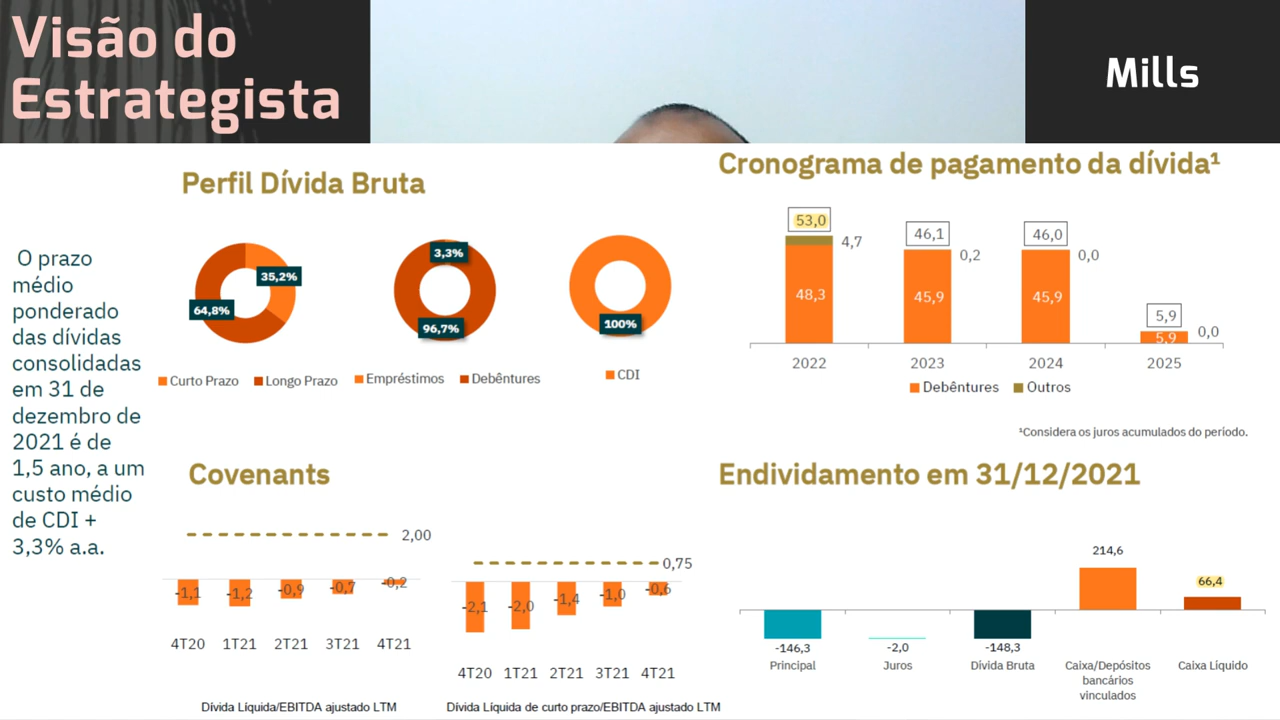 Visão do
Estrategista
Mills
Perfil Dívida Bruta
O prazo
médio
ponderado
das dívidas
consolidadas
em 31 de
dezembro de
2021 é de
1,5 ano, a um
custo médio
de CDI +
3,3% a.a.
35,2%
64,8%
Curto Prazo
Longo Prazo
3,3%
96,7%
Empréstimos
Debêntures
100%
CDI
Cronograma de pagamento da dívida¹
53,0
4,7
48,3
46,1
0,2
45,9
46,0
0,0
45,9
5,9
0,0
5,9
2022
2023
2024
2025
Debêntures
Outros
¹Considera os juros acumulados do período.
Covenants
2,00
-1,1
-1,2
-0,9
-0,7
-0,2
4T20
1T21
2T21
3T21
4T21
Dívida Líquida/EBITDA ajustado LTM
0,75
-2,1
-2,0
-1,4
-1,0
-0,6
4T20
1T21
2T21
3T21
4T21
Dívida Líquida de curto prazo/EBITDA ajustado LTM
Endividamento em 31/12/2021
214,6
66,4
-146,3
-2,0
-148,3
Principal
Juros
Dívida Bruta
Caixa/Depósitos
bancários
vinculados
Caixa Líquido